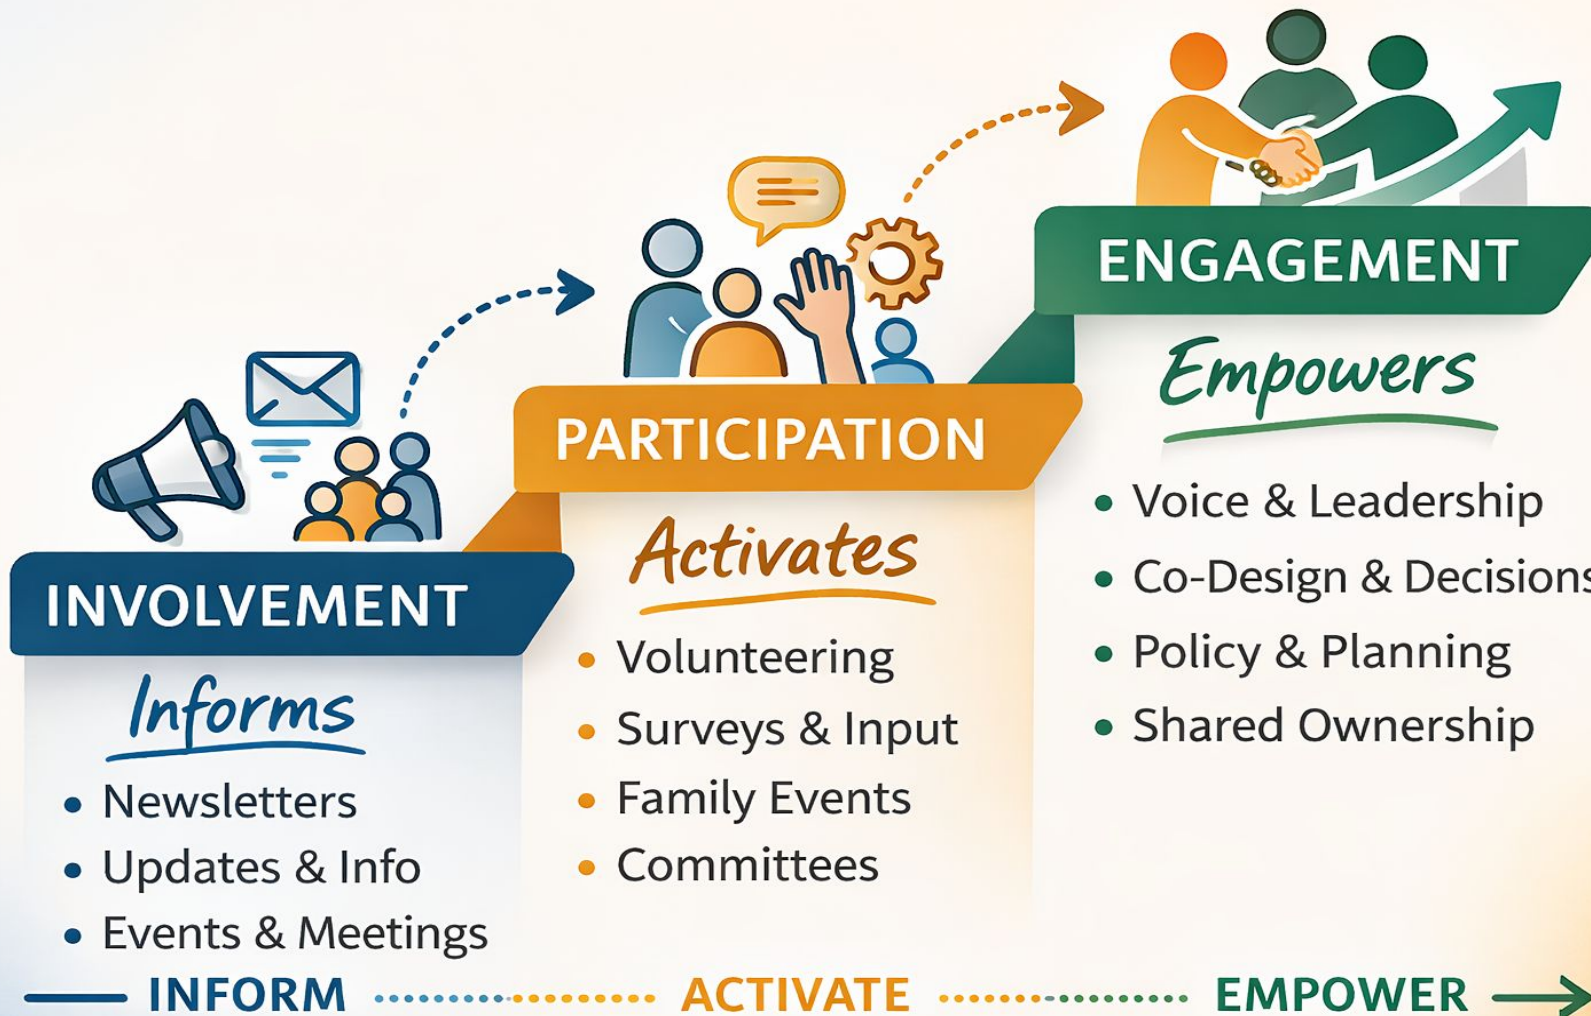 INVOLVEMENT
Informs
• Newsletters
• Updates & Info
• Events & Meetings
PARTICIPATION
Activates
• Volunteering
• Surveys & Input
• Family Events
• Committees
ENGAGEMENT
Empowers
• Voice & Leadership
• Co-Design & Decisions
• Policy & Planning
• Shared Ownership
INFORM ACTIVATE EMPOWER